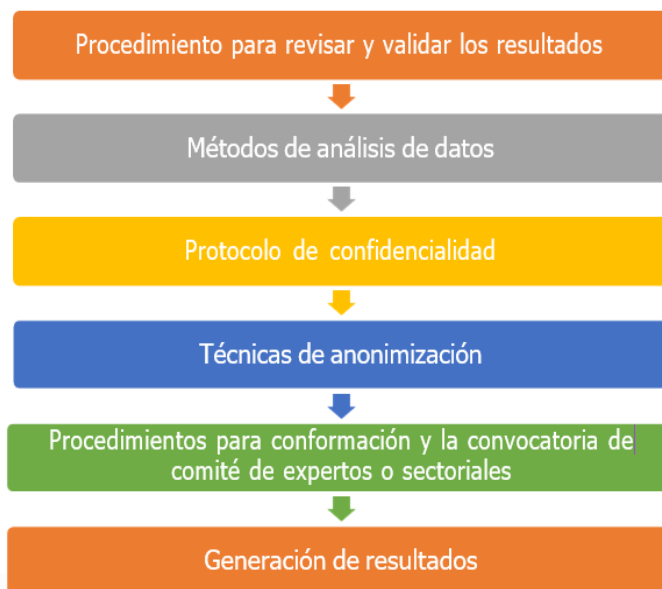 Procedimiento para revisar y validar los resultados
Métodos de análisis de datos
Protocolo de confidencialidad
Técnicas de anonimización
Procedimientos para conformación y la convocatoria de
comité de expertos o sectoriales
Generación de resultados